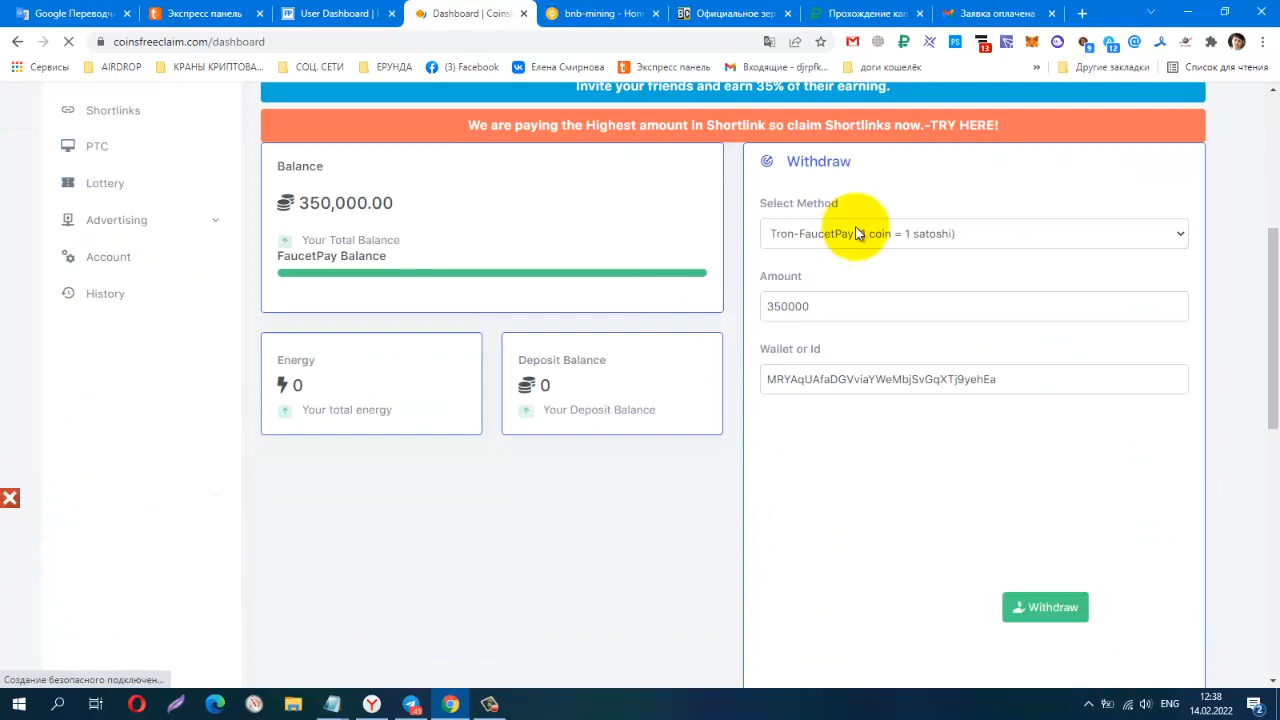 Google Переводч
Экспресс панель
User Dashboard |
Dashboard | Coins
bnb-mining - Hom
Официальное зер
Прохождение кап
Заявка оплачена
coinsfreeclaim.com/dashboard
13
9
12
Сервисы
AIRDROP
КРАНЫ КРИПТОВА...
СОЦ. СЕТИ
ЕРУНДА
(3) Facebook
Елена Смирнова
Экспресс панель
Входящие - djrpfk...
доги кошелёк
»
Другие закладки
Список для чтения
Invite your friends and earn 35% of their earning.
We are paying the Highest amount in Shortlink so claim Shortlinks now.-TRY HERE!
Shortlinks
PTC
Lottery
Advertising
Account
History
Balance
350,000.00
Your Total Balance
FaucetPay Balance
Energy
0
Your total energy
Deposit Balance
0
Your Deposit Balance
Withdraw
Select Method
Tron-FaucetPay coin = 1 satoshi)
Amount
350000
Wallet or Id
MRYAqUAfaDGVviaYWeMbjSvGqXTj9yehEa
Withdraw
Создание безопасного подключен...
ENG
12:38
14.02.2022
2